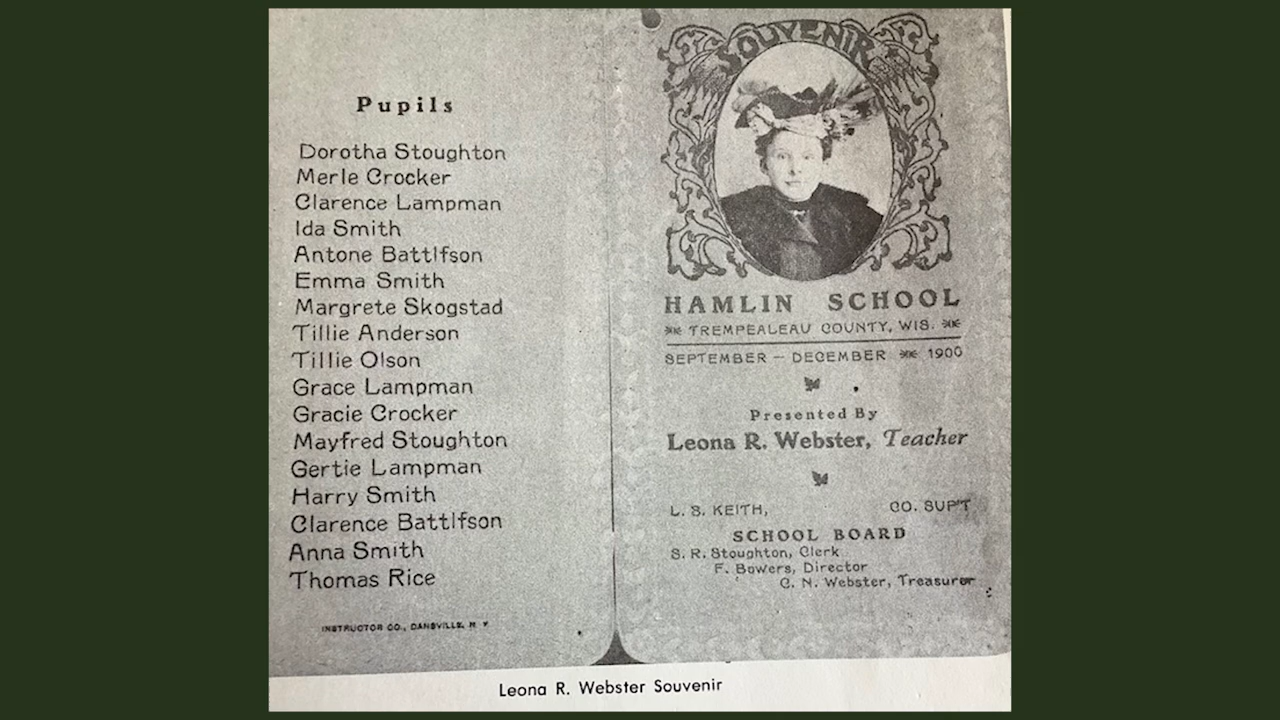 Pupils
Dorotha Stoughton
Merle Crocker
Clarence Lampman
Ida Smith
Antone Battlfson
Emma Smith
Margrete Skogstad
Tillie Anderson
Tillie Olson
Grace Lampman
Gracie Crocker
Mayfred Stoughton
Gertie Lampman
Harry Smith
Clarence Battlfson
Anna Smith
Thomas Rice
INSTRUCTOR CO., DANSVILLE, N Y
SOUVENIR
HAMLIN SCHOOL
TREMPEALEAU COUNTY, WIS.
SEPTEMBER — DECEMBER 1900
Presented By
Leona R. Webster, Teacher
L. S. KEITH, CO. SUP'T
SCHOOL BOARD
S. R. Stoughton, Clerk
F. Bowers, Director
C. N. Webster, Treasurer
Leona R. Webster Souvenir